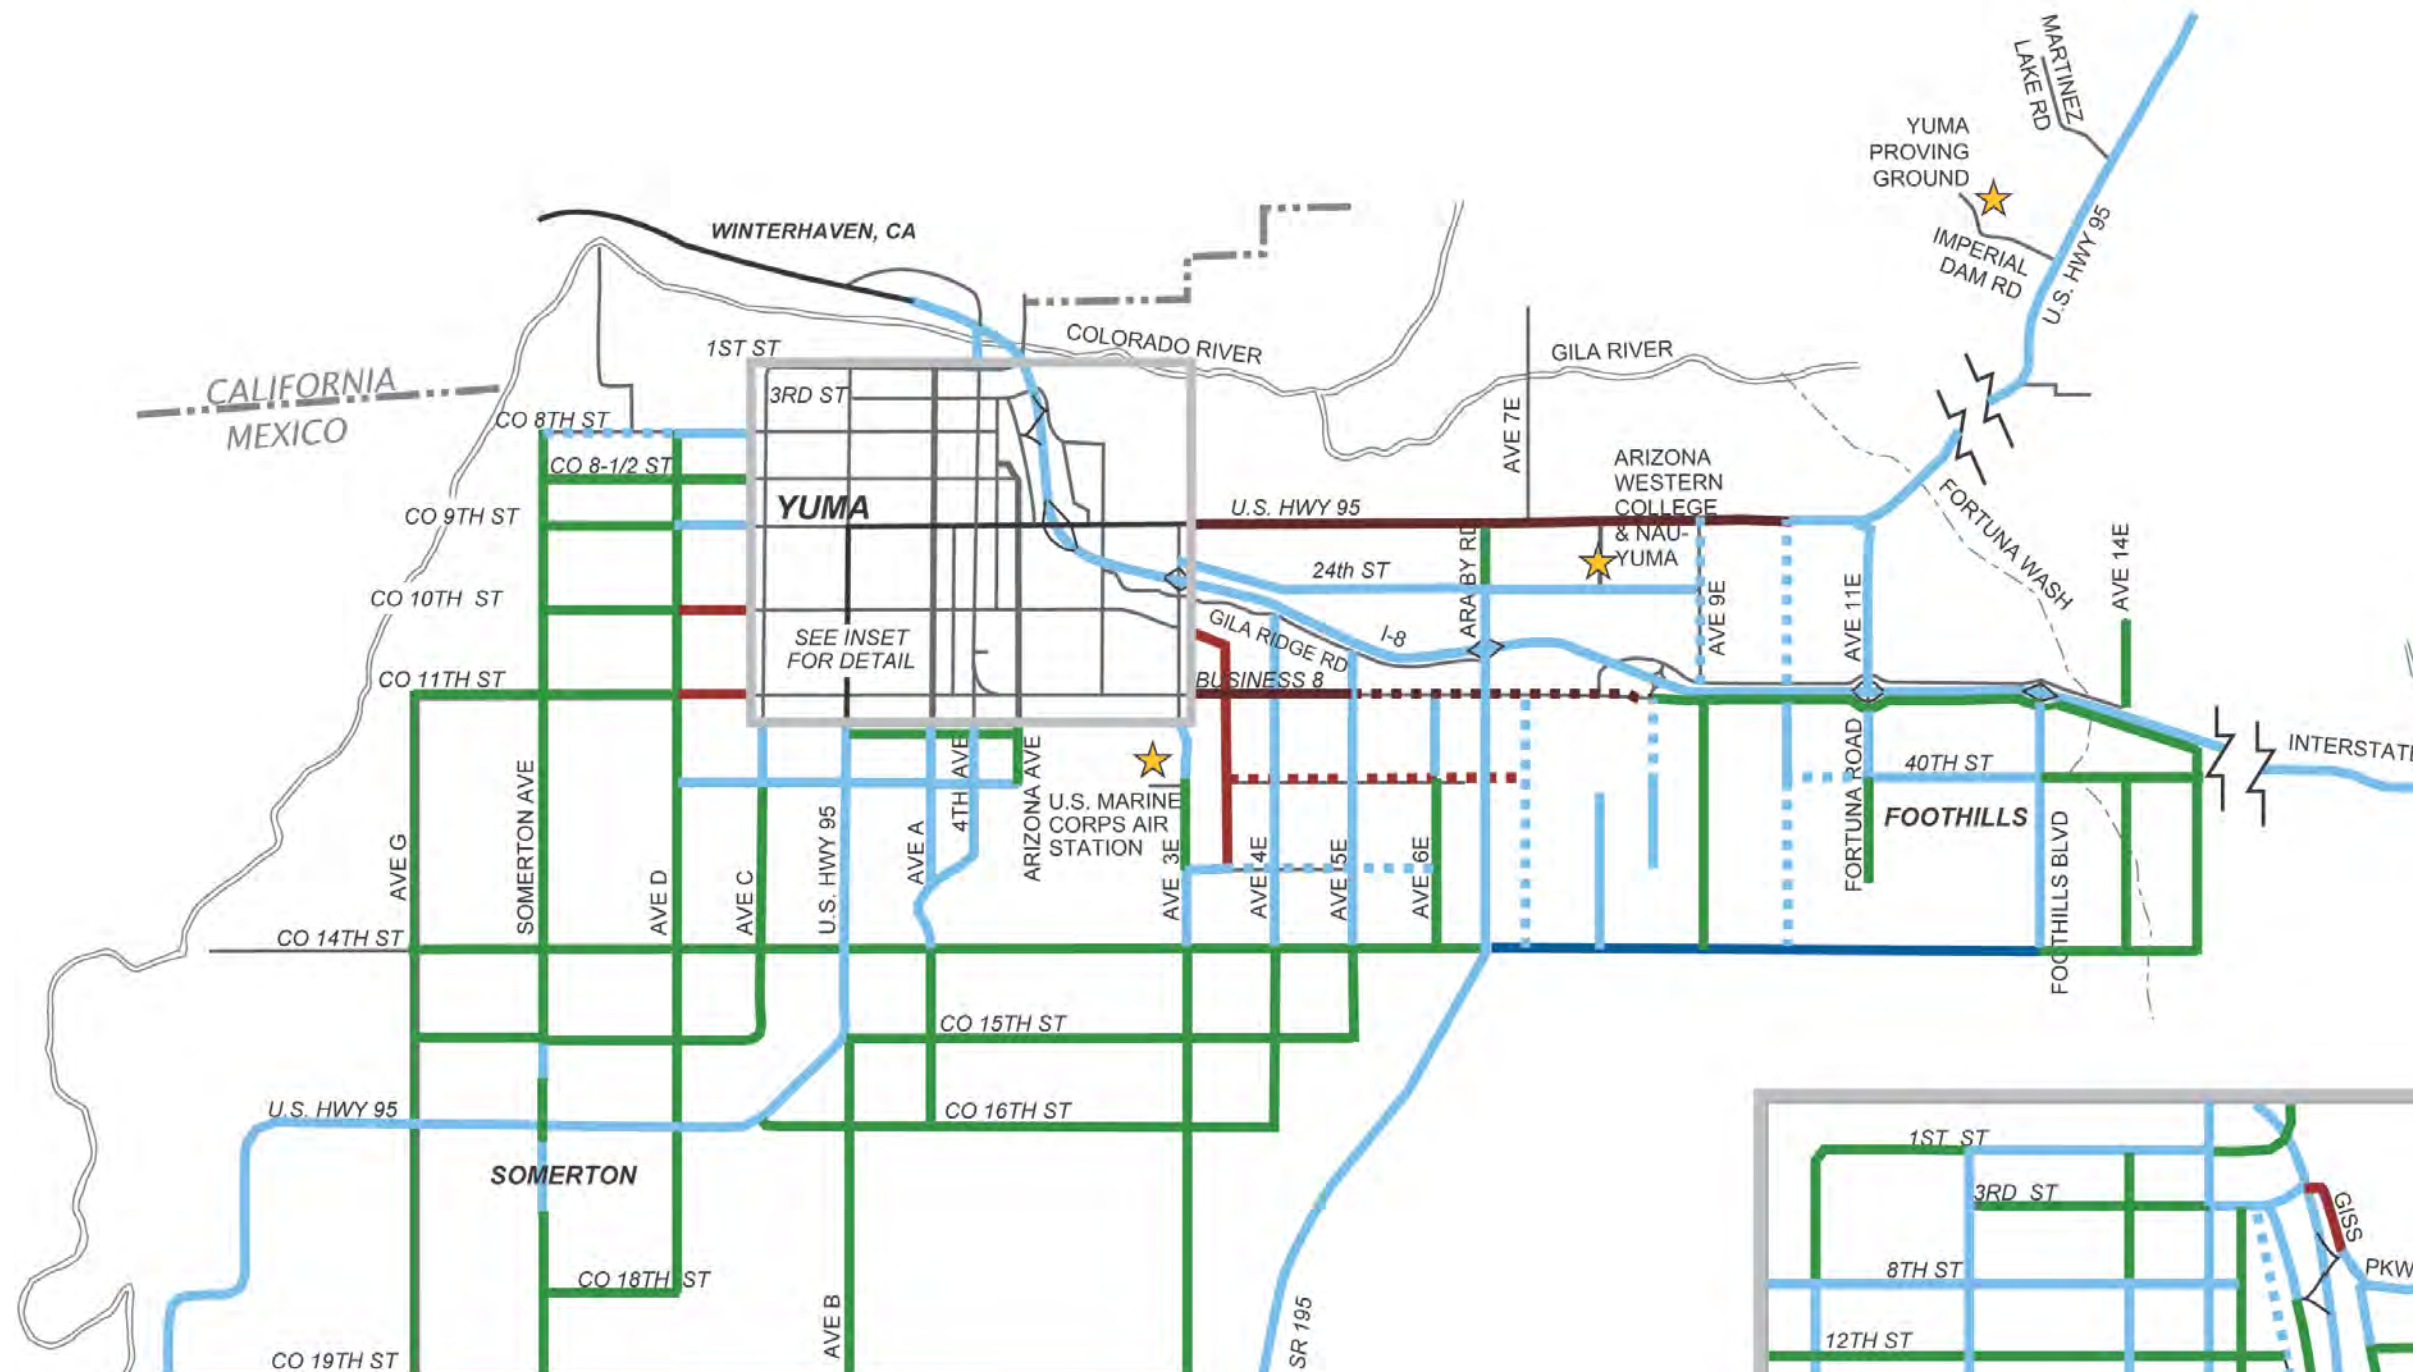 MARTINEZ
LAKE RD
YUMA
PROVING
GROUND
IMPERIAL
DAM RD
U.S. HWY 95
WINTERHAVEN, CA
COLORADO RIVER
GILA RIVER
1ST ST
3RD ST
CALIFORNIA
MEXICO
CO 8TH ST
CO 8-1/2 ST
CO 9TH ST
YUMA
U.S. HWY 95
AVE 7E
ARIZONA
WESTERN
COLLEGE
& NAU-
YUMA
FORTUNA WASH
AVE 14E
24th ST
ARABY RD
AVE 9E
AVE 11E
CO 10TH ST
SEE INSET
FOR DETAIL
GILA RIDGE RD
I-8
CO 11TH ST
BUSINESS 8
INTERSTATE
SOMERTON AVE
AVE G
AVE D
AVE C
U.S. HWY 95
AVE A
4TH AVE
ARIZONA AVE
U.S. MARINE
CORPS AIR
STATION
AVE 3E
AVE 4E
AVE 5E
AVE 6E
FORTUNA ROAD
40TH ST
FOOTHILLS
FOOTHILLS BLVD
CO 14TH ST
CO 15TH ST
U.S. HWY 95
CO 16TH ST
SOMERTON
CO 18TH ST
AVE B
SR 195
CO 19TH ST
1ST ST
3RD ST
GISS
PKW
8TH ST
12TH ST